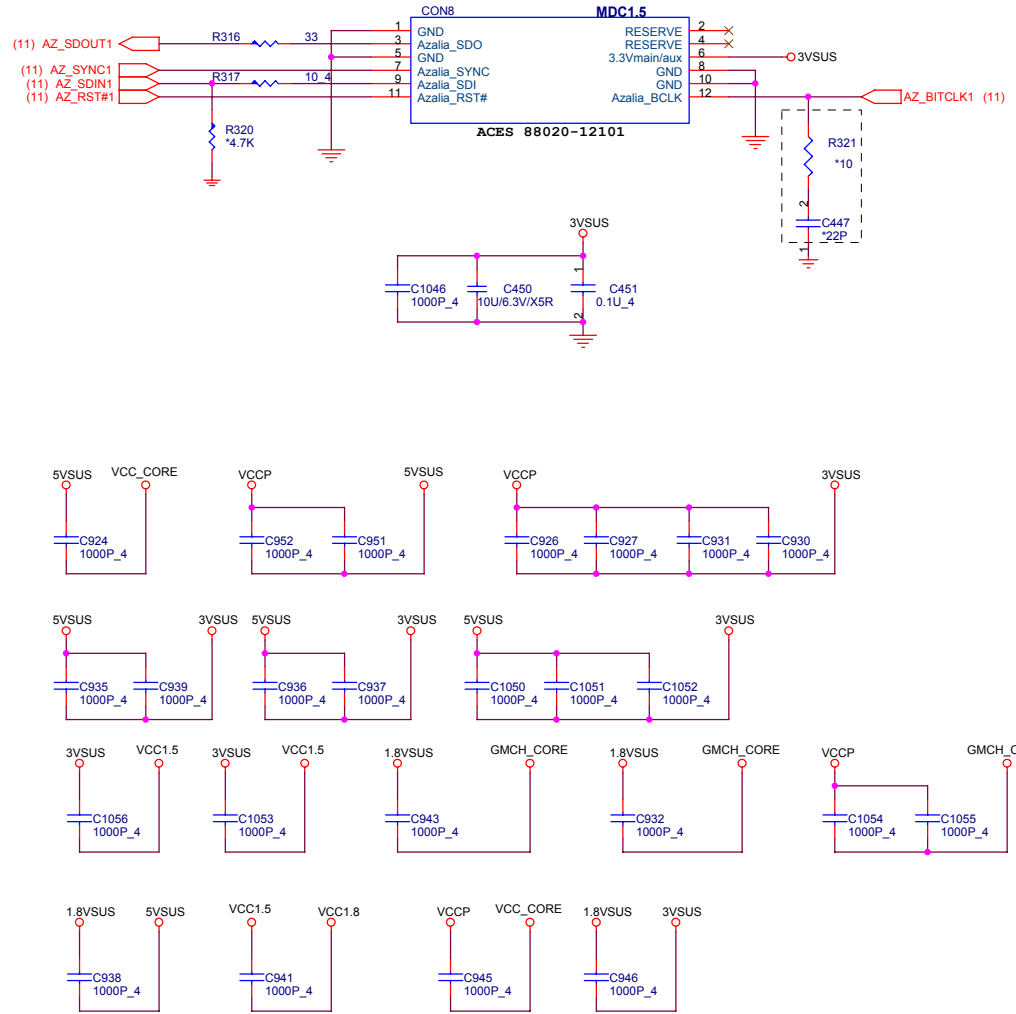 CON8 MDC1.5
1 GND RESERVE 2
(11) AZ_SDOUT1 R316 33 3 Azalia_SDO RESERVE 4
5 GND 3.3Vmain/aux 6 3VSUS
(11) AZ_SYNC1 7 Azalia_SYNC GND 8
(11) AZ_SDIN1 R317 10_4 9 Azalia_SDI GND 10
(11) AZ_RST#1 11 Azalia_RST# Azalia_BCLK 12 AZ_BITCLK1 (11)
ACES 88020-12101
R320
*4.7K
R321
*10
2
C447
*22P
1
3VSUS
1
C1046 C450 C451
1000P_4 10U/6.3V/X5R 0.1U_4
2
5VSUS VCC_CORE VCCP 5VSUS VCCP 3VSUS
C924 C952 C951 C926 C927 C931 C930
1000P_4 1000P_4 1000P_4 1000P_4 1000P_4 1000P_4 1000P_4
5VSUS 3VSUS 5VSUS 3VSUS 5VSUS 3VSUS
C935 C939 C936 C937 C1050 C1051 C1052
1000P_4 1000P_4 1000P_4 1000P_4 1000P_4 1000P_4 1000P_4
3VSUS VCC1.5 3VSUS VCC1.5 1.8VSUS GMCH_CORE 1.8VSUS GMCH_CORE VCCP
C1056 C1053 C943 C932 C1054 C1055
1000P_4 1000P_4 1000P_4 1000P_4 1000P_4 1000P_4
1.8VSUS 5VSUS VCC1.5 VCC1.8 VCCP VCC_CORE 1.8VSUS 3VSUS
C938 C941 C945 C946
1000P_4 1000P_4 1000P_4 1000P_4